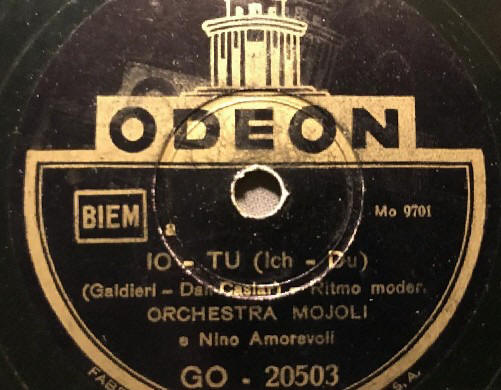 ODEON
BIEM
a
Mo 9701
IO - TU (Ich - Du)
(Galdieri - Dan Caslar) - Ritmo moder.
ORCHESTRA MOJOLI
e Nino Amorevoli
GO - 20503
FABB
S. A.